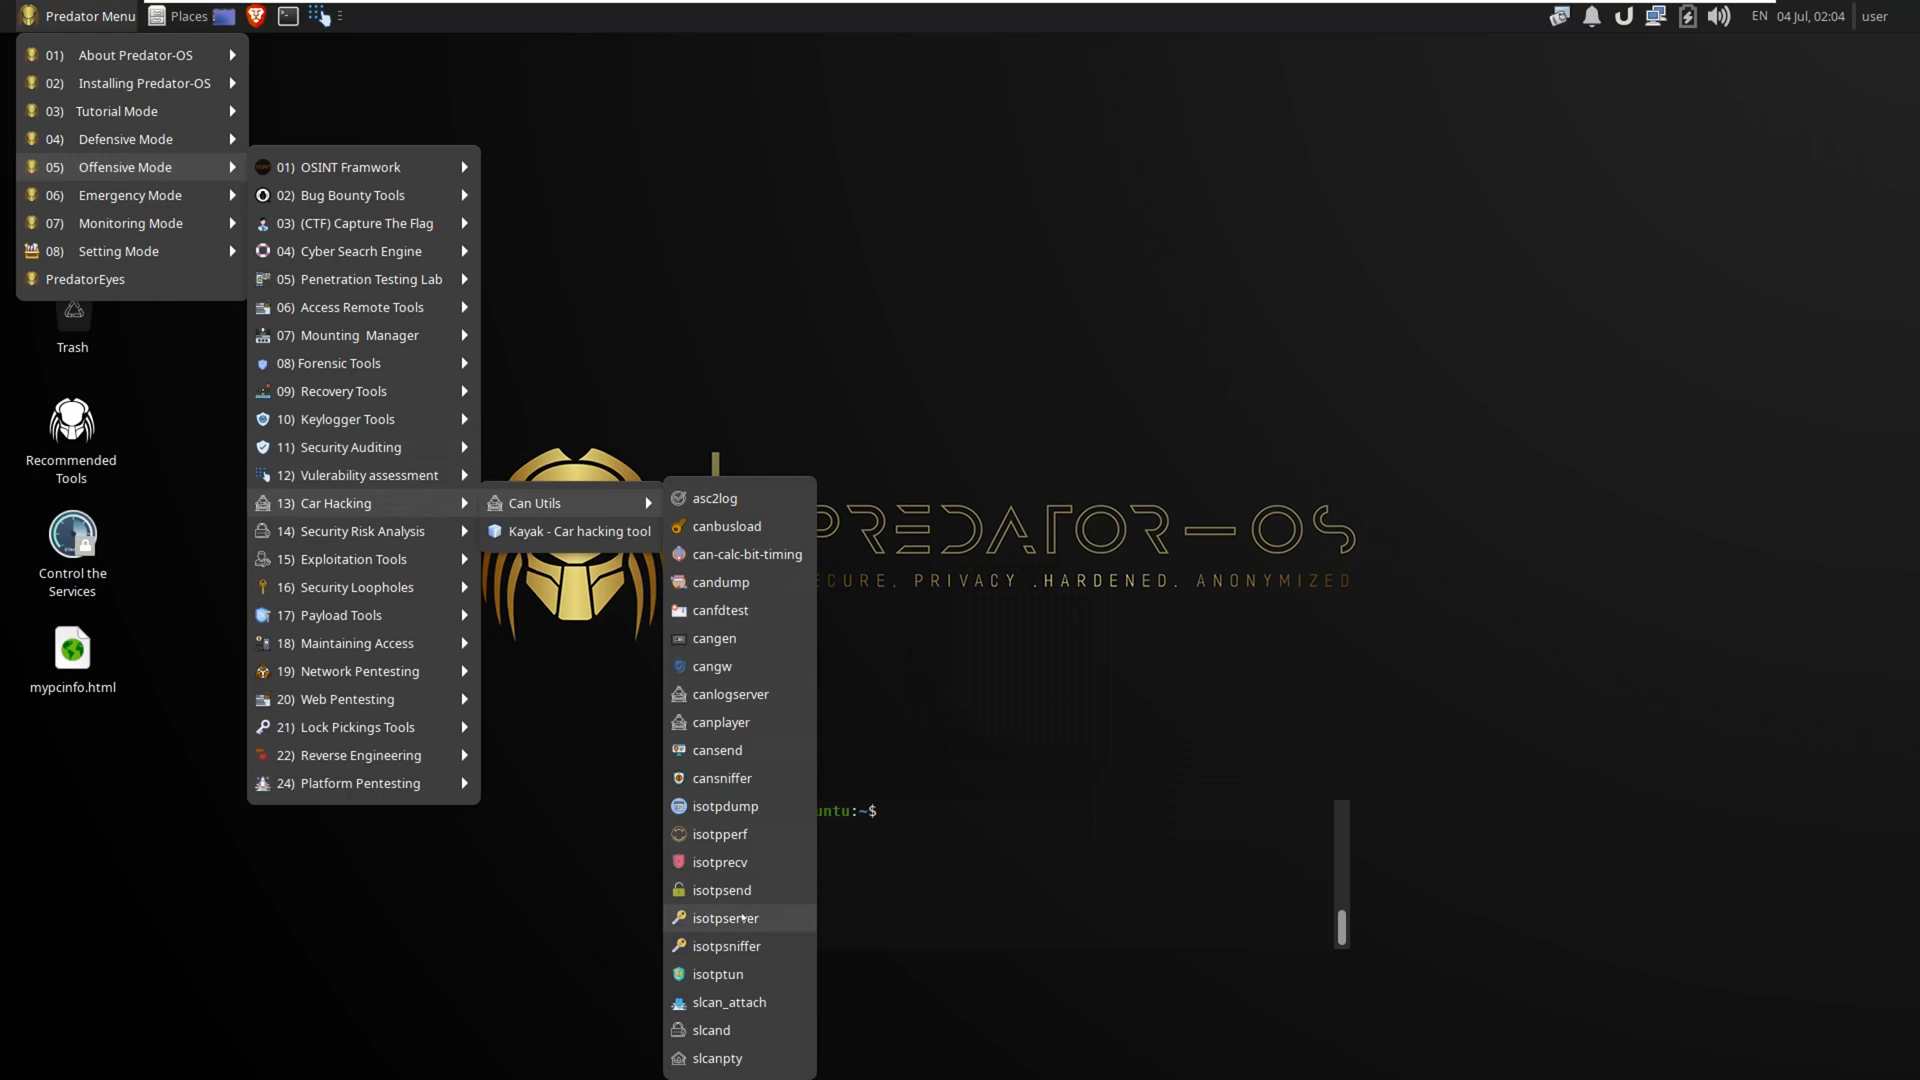 Predator Menu
Places
EN
04 Jul, 02:04
user
01) About Predator-OS
02) Installing Predator-OS
03) Tutorial Mode
04) Defensive Mode
05) Offensive Mode
06) Emergency Mode
07) Monitoring Mode
08) Setting Mode
PredatorEyes
Trash
Recommended
Tools
Control the
Services
mypcinfo.html
01) OSINT Framwork
02) Bug Bounty Tools
03) (CTF) Capture The Flag
04) Cyber Seacrh Engine
05) Penetration Testing Lab
06) Access Remote Tools
07) Mounting Manager
08) Forensic Tools
09) Recovery Tools
10) Keylogger Tools
11) Security Auditing
12) Vulerability assessment
13) Car Hacking
14) Security Risk Analysis
15) Exploitation Tools
16) Security Loopholes
17) Payload Tools
18) Maintaining Access
19) Network Pentesting
20) Web Pentesting
21) Lock Pickings Tools
22) Reverse Engineering
24) Platform Pentesting
Can Utils
Kayak - Car hacking tool
asc2log
canbusload
can-calc-bit-timing
candump
canfdtest
cangen
cangw
canlogserver
canplayer
cansend
cansniffer
isotpdump
isotpperf
isotprecv
isotpsend
isotpserver
isotpsniffer
isotptun
slcan_attach
slcand
slcanpty
PREDATOR-OS
ECURE. PRIVACY .HARDENED. ANONYMIZED
untu:~$